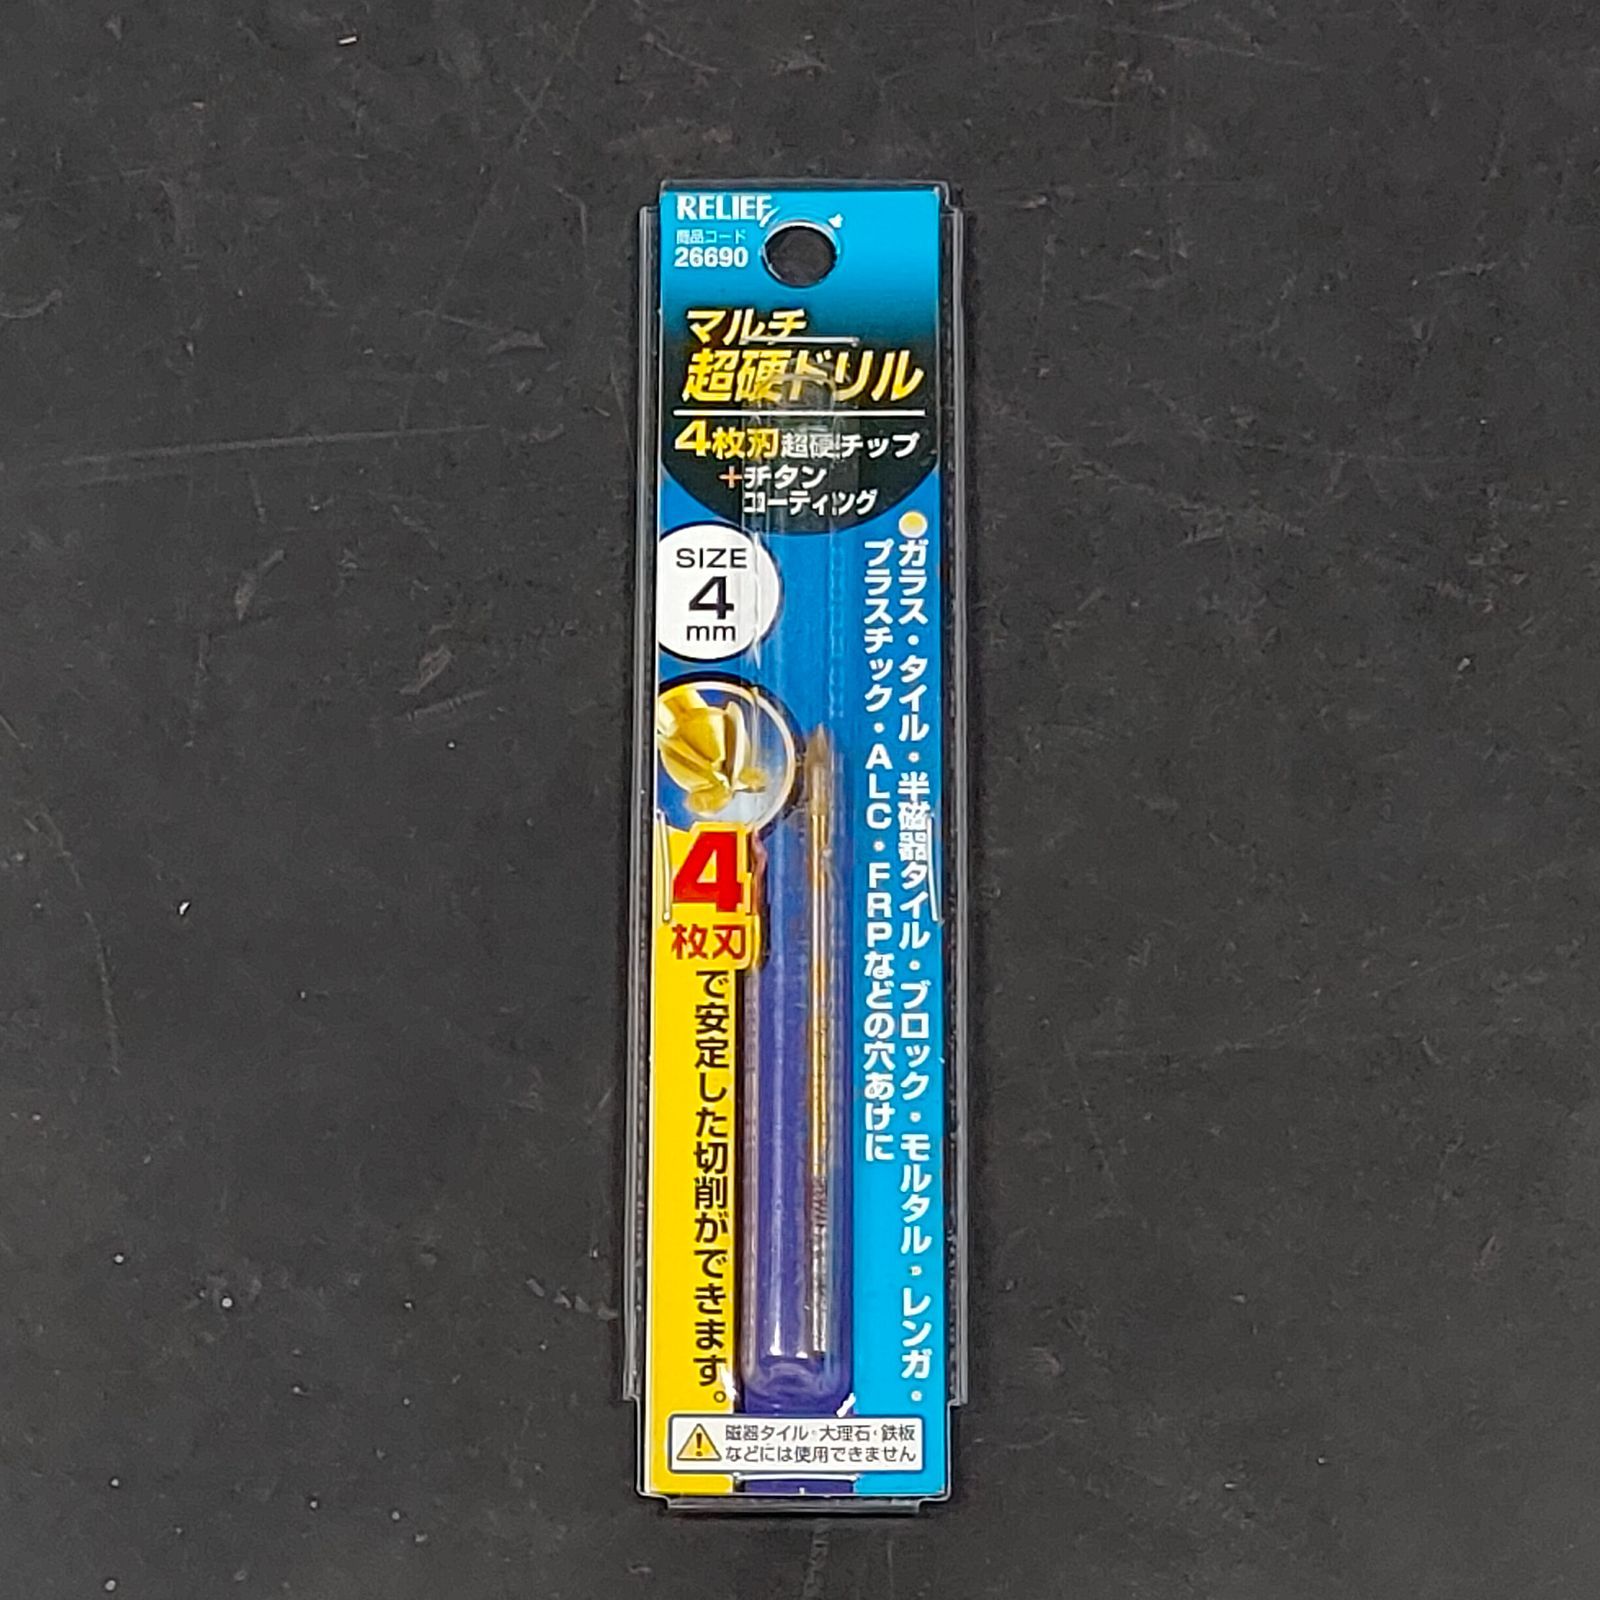 RELIEF
商品コード
26690
マルチ
超硬ドリル
4枚刃超硬チップ
+チタン
コーティング
SIZE
4
mm
●ガラス・タイル・半磁器タイル・ブロック・モルタル・レンガ・
プラスチック・ALC・FRPなどの穴あけに
4
枚刃
で安定した切削ができます。
磁器タイル・大理石・鉄板
などには使用できません